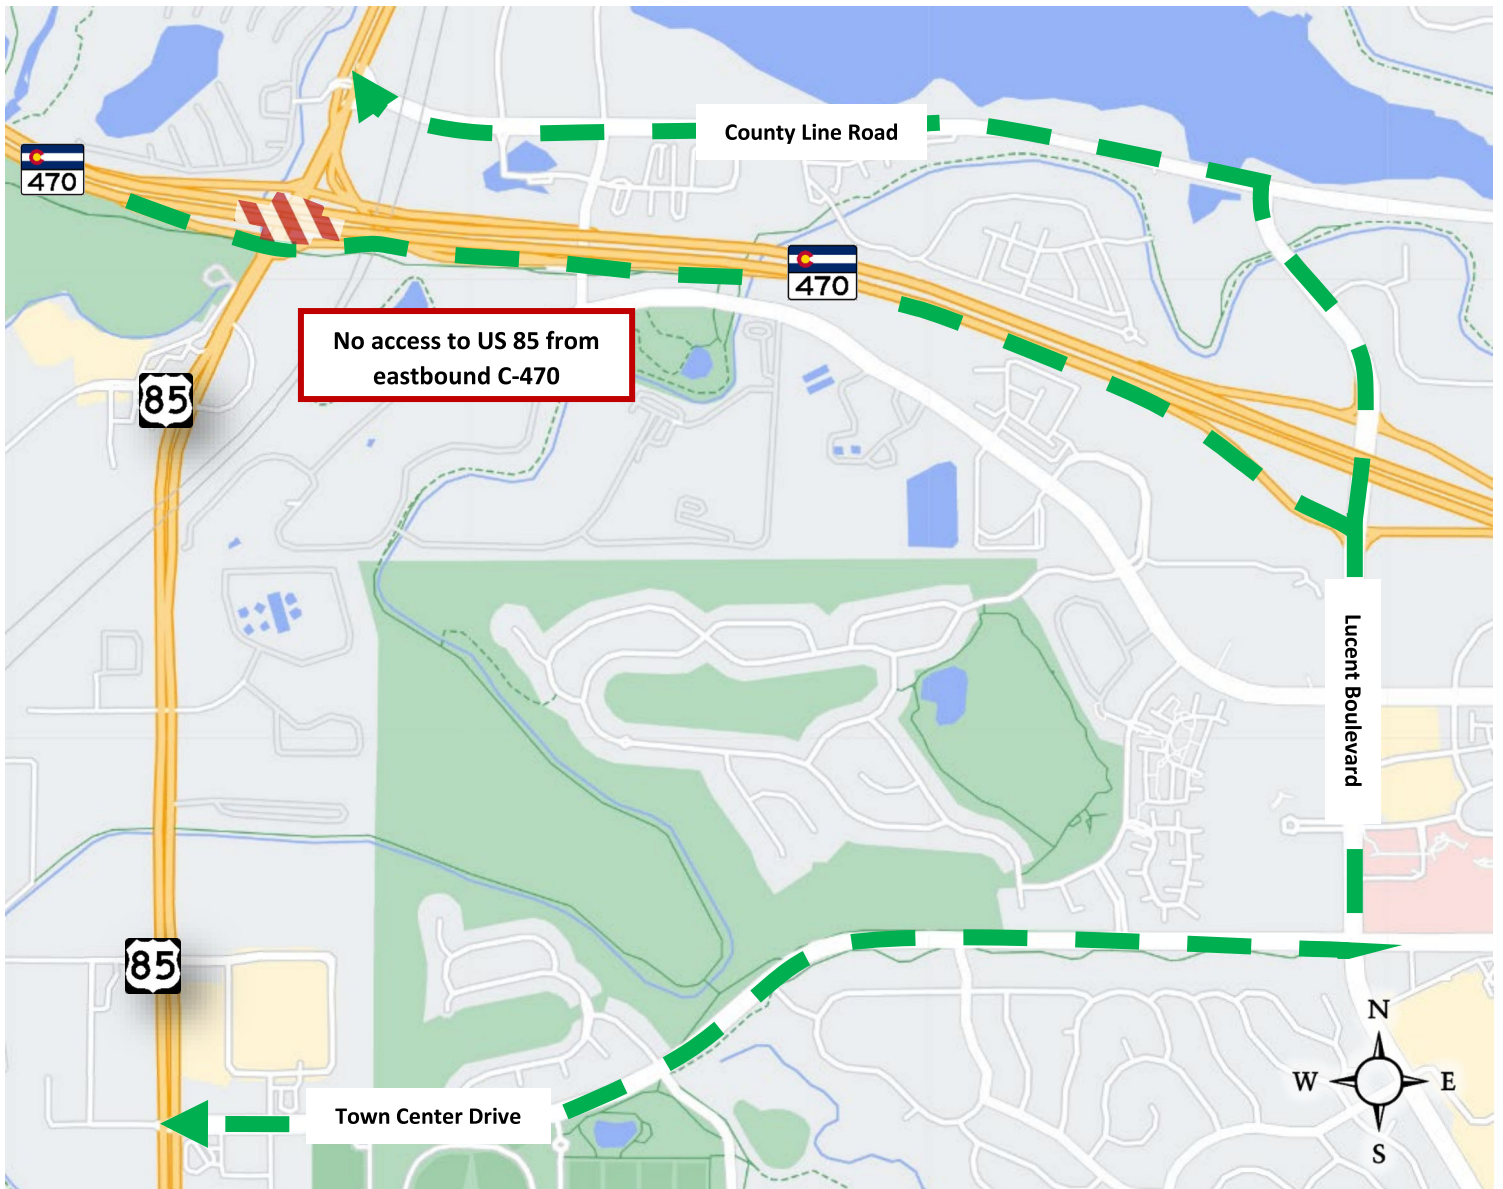 County Line Road
470
470
No access to US 85 from
eastbound C-470
85
Lucent Boulevard
85
N
W
E
S
Town Center Drive